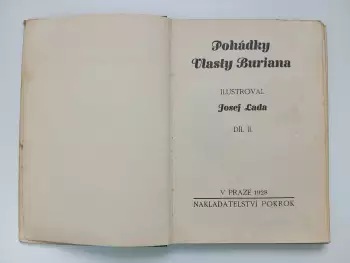 Pohádky
Vlasty Buriana
ILUSTROVAL
Josef Lada
DÍL II.
V PRAZE 1928
NAKLADATELSTVÍ POKROK